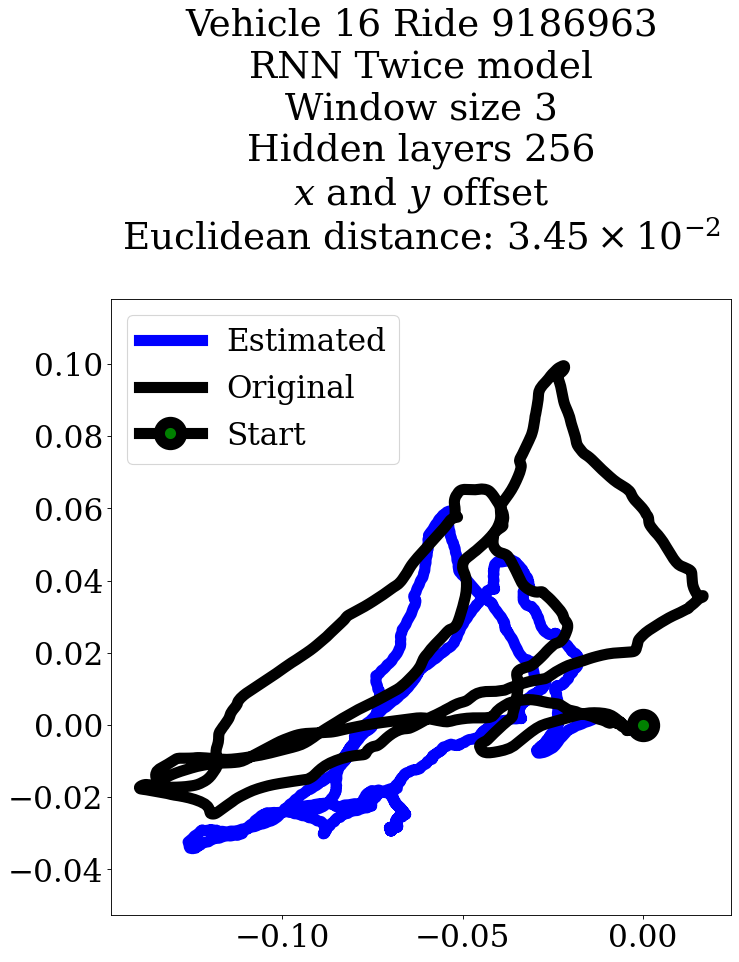 Vehicle 16 Ride 9186963
RNN Twice model
Window size 3
Hidden layers 256
x and y offset
Euclidean distance: 3.45 × 10⁻²
Estimated
Original
Start
0.10
0.08
0.06
0.04
0.02
0.00
−0.02
−0.04
−0.10 −0.05 0.00